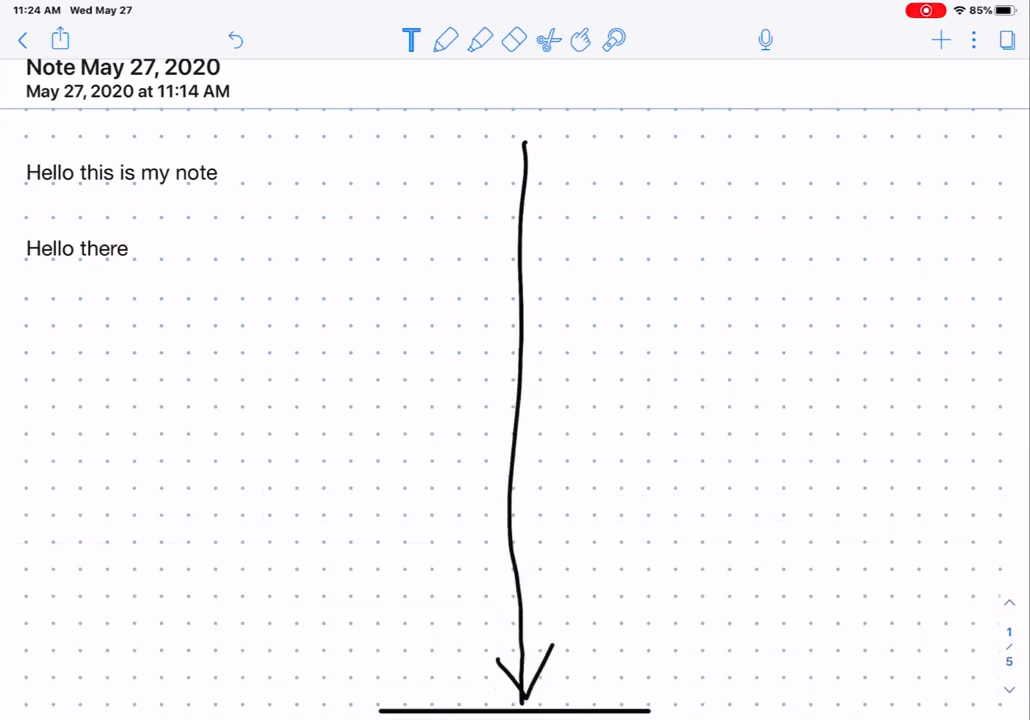 11:24 AM Wed May 27
85%
T
Note May 27, 2020
May 27, 2020 at 11:14 AM
Hello this is my note
Hello there
1
/
5